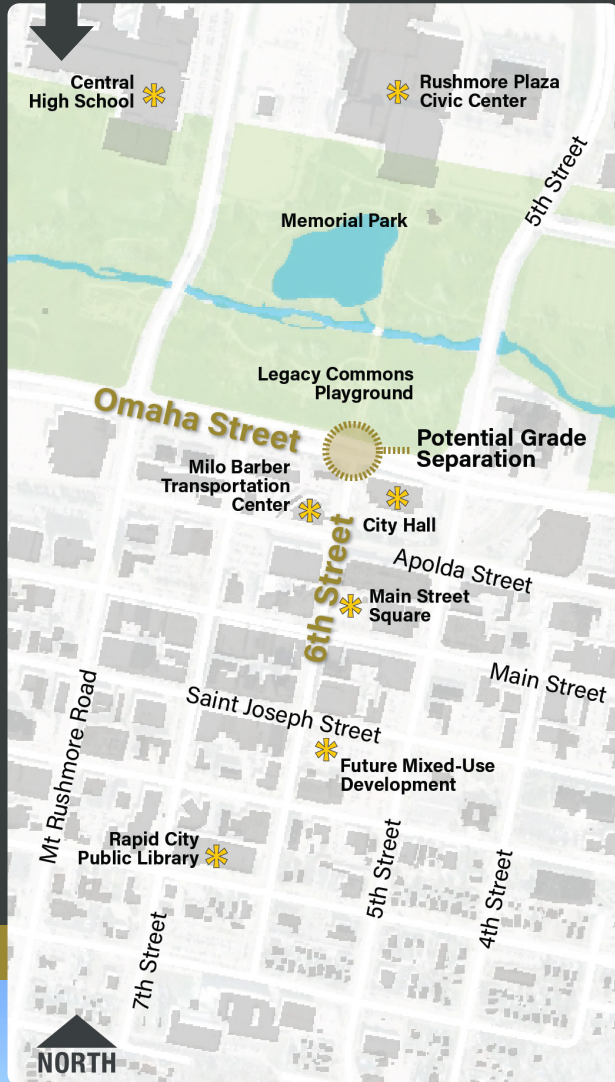 Central
High School
Rushmore Plaza
Civic Center
5th Street
Memorial Park
Legacy Commons
Playground
Omaha Street
Potential Grade
Separation
Milo Barber
Transportation
Center
City Hall
Apolda Street
6th Street
Main Street
Square
Main Street
Saint Joseph Street
Mt Rushmore Road
Future Mixed-Use
Development
Rapid City
Public Library
5th Street
4th Street
7th Street
NORTH